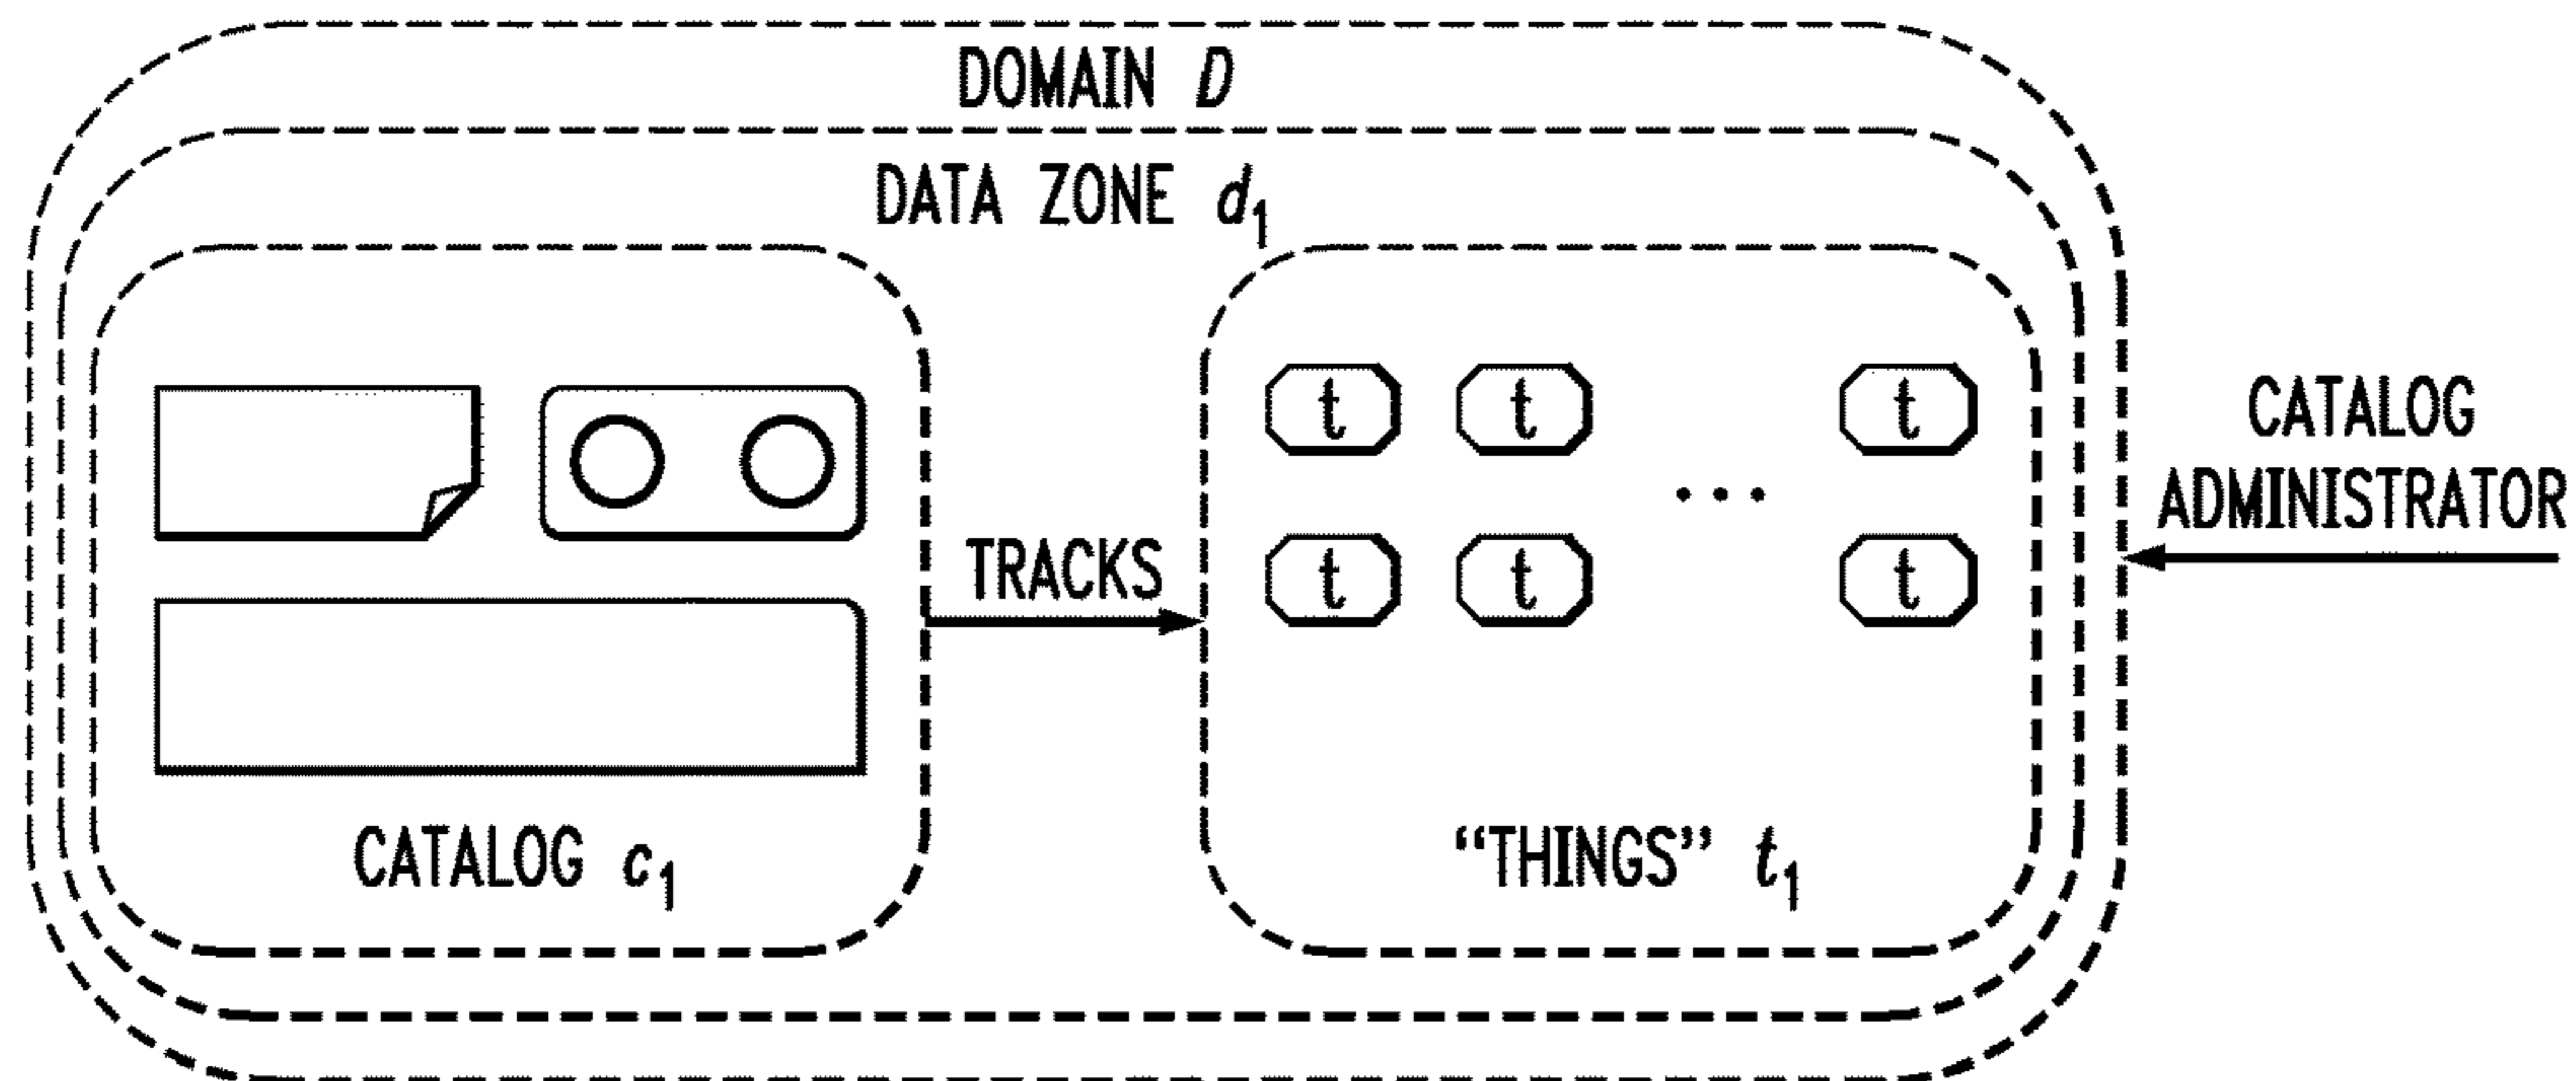 DOMAIN D
DATA ZONE d₁
t t t
CATALOG
ADMINISTRATOR
...
TRACKS
t t t
CATALOG c₁
“THINGS” t₁